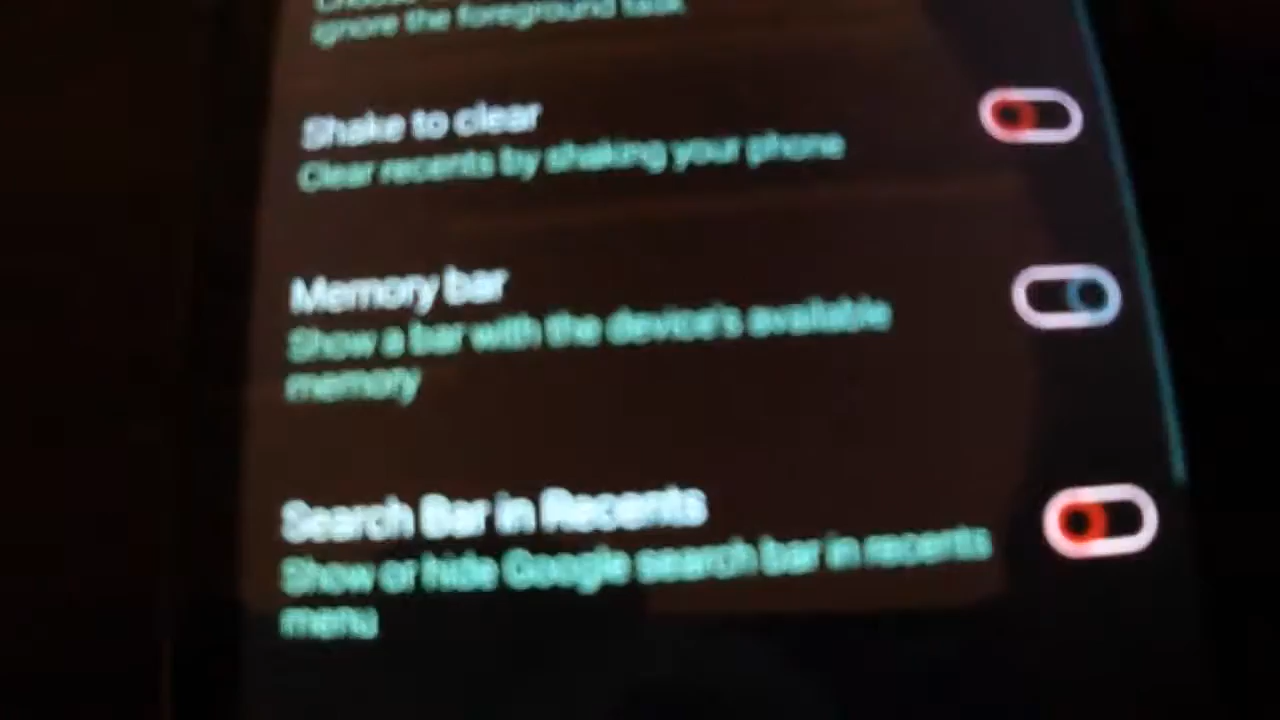 ignore the foreground task
Shake to clear
Clear recents by shaking your phone
Memory bar
Show a bar with the device's available
memory
Search Bar in Recents
Show or hide Google search bar in recents
menu